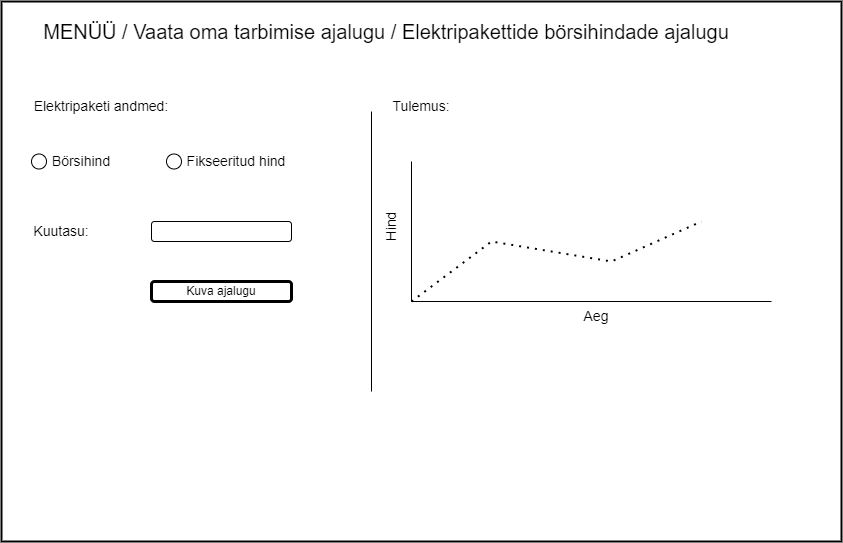 MENÜÜ / Vaata oma tarbimise ajalugu / Elektripakettide börsihindade ajalugu
Elektripaketi andmed:
Börsihind
Fikseeritud hind
Kuutasu:
Kuva ajalugu
Tulemus:
Hind
Aeg